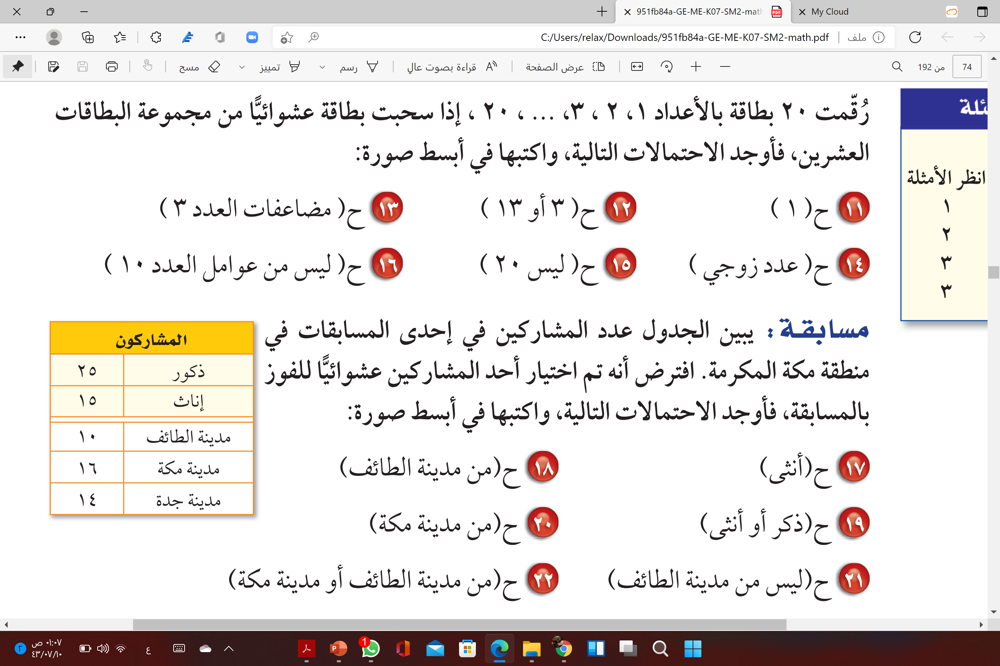 951fb84a-GE-ME-K07-SM2-math
PDF
My Cloud
C:/Users/relax/Downloads/951fb84a-GE-ME-K07-SM2-math.pdf
ملف
74
من 192
عرض الصفحة
قراءة بصوت عالٍ
رسم
تمييز
مسح
رُقّمت ٢٠ بطاقة بالأعداد ١، ٢ ، ٣، ... ، ٢٠ ، إذا سحبت بطاقة عشوائيًّا من مجموعة البطاقات
العشرين، فأوجد الاحتمالات التالية، واكتبها في أبسط صورة:
١١ ح( ١ )
١٢ ح( ٣ أو ١٣ )
١٣ ح( مضاعفات العدد ٣ )
١٤ ح( عدد زوجي )
١٥ ح( ليس ٢٠ )
١٦ ح( ليس من عوامل العدد ١٠ )
انظر الأمثلة
١
٢
٣
٣
مسابقة : يبين الجدول عدد المشاركين في إحدى المسابقات في
منطقة مكة المكرمة. افترض أنه تم اختيار أحد المشاركين عشوائيًّا للفوز
بالمسابقة، فأوجد الاحتمالات التالية، واكتبها في أبسط صورة:
المشاركون
ذكور ٢٥
إناث ١٥
مدينة الطائف ١٠
مدينة مكة ١٦
مدينة جدة ١٤
١٧ ح(أنثى)
١٨ ح(من مدينة الطائف)
١٩ ح(ذكر أو أنثى)
٢٠ ح(من مدينة مكة)
٢١ ح(ليس من مدينة الطائف)
٢٢ ح(من مدينة الطائف أو مدينة مكة)
1
ع
٠١:٠٧ ص
٤٣/٠٧/١٠
٢